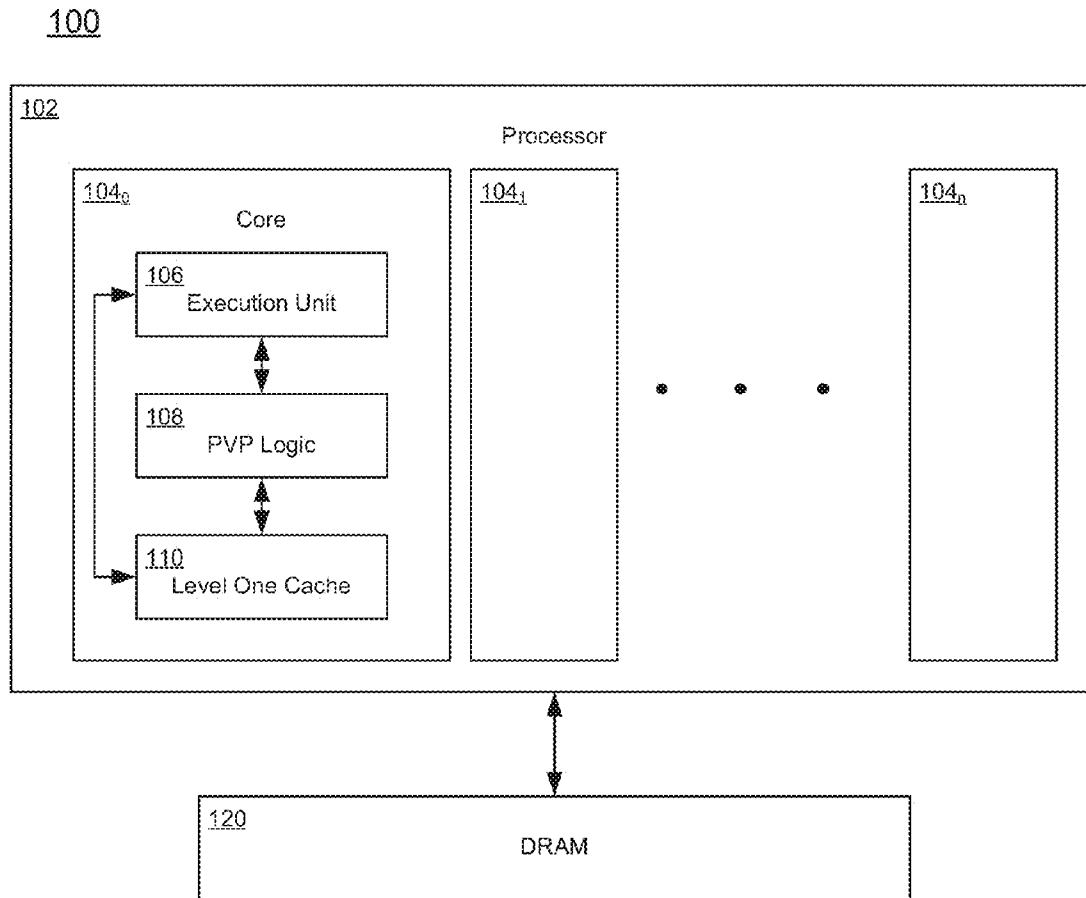 100
102
Processor
104₀
104₁
104ₙ
Core
106
Execution Unit
108
PVP Logic
110
Level One Cache
120
DRAM